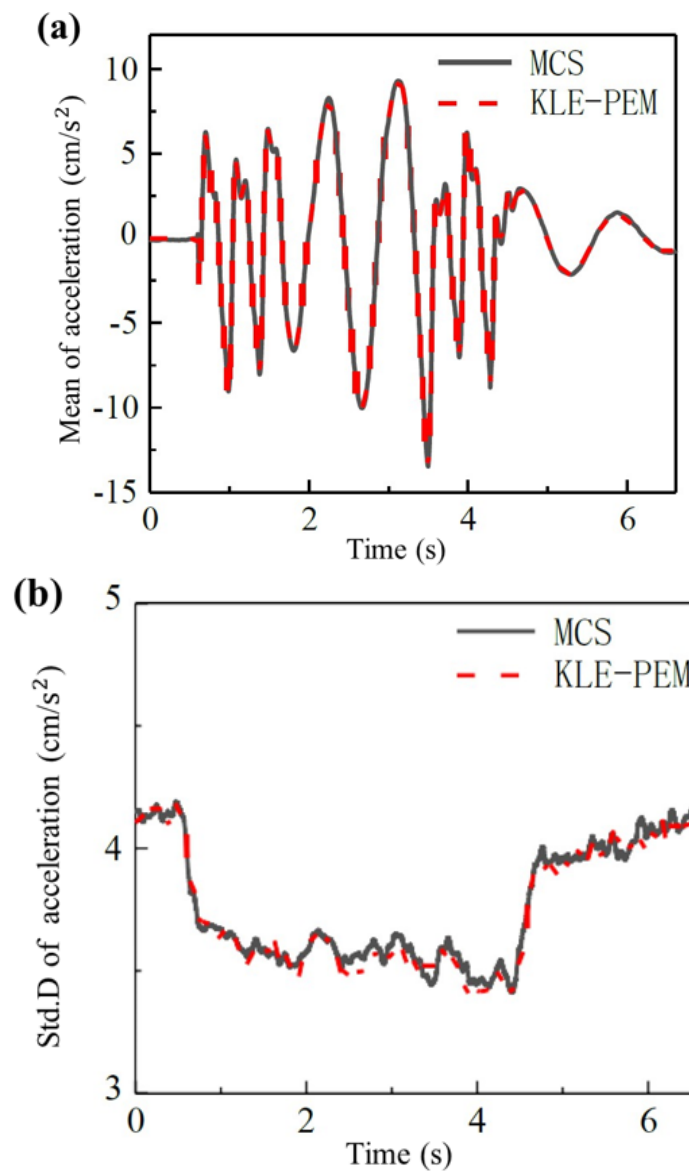 (a)
10
5
0
-5
-10
-15
Mean of acceleration (cm/s²)
MCS
KLE-PEM
0
2
4
6
Time (s)
(b)
5
4
3
Std.D of acceleration (cm/s²)
MCS
KLE-PEM
0
2
4
6
Time (s)